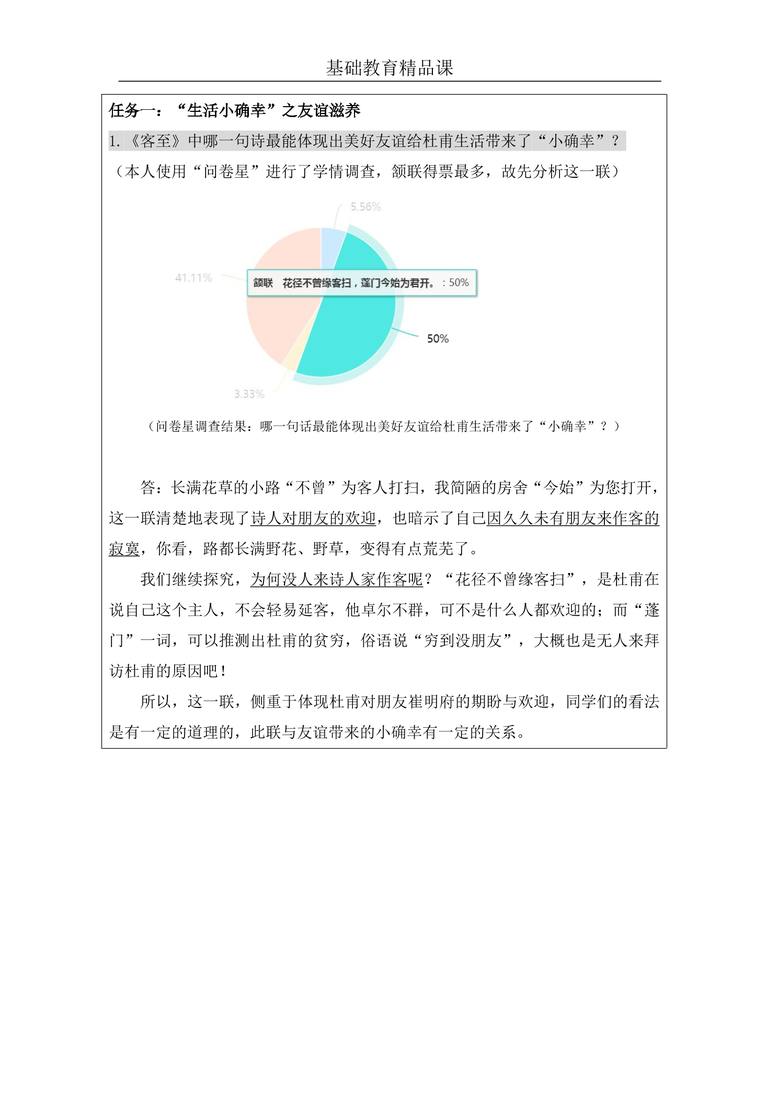 基础教育精品课
任务一：“生活小确幸”之友谊滋养
1.《客至》中哪一句诗最能体现出美好友谊给杜甫生活带来了“小确幸”？
（本人使用“问卷星”进行了学情调查，颔联得票最多，故先分析这一联）
5.56%
41.11%
颔联 花径不曾缘客扫，蓬门今始为君开。：50%
50%
3.33%
（问卷星调查结果：哪一句话最能体现出美好友谊给杜甫生活带来了“小确幸”？）
答：长满花草的小路“不曾”为客人打扫，我简陋的房舍“今始”为您打开，
这一联清楚地表现了诗人对朋友的欢迎，也暗示了自己因久久未有朋友来作客的
寂寞，你看，路都长满野花、野草，变得有点荒芜了。
我们继续探究，为何没人来诗人家作客呢？“花径不曾缘客扫”，是杜甫在
说自己这个主人，不会轻易延客，他卓尔不群，可不是什么人都欢迎的；而“蓬
门”一词，可以推测出杜甫的贫穷，俗语说“穷到没朋友”，大概也是无人来拜
访杜甫的原因吧！
所以，这一联，侧重于体现杜甫对朋友崔明府的期盼与欢迎，同学们的看法
是有一定的道理的，此联与友谊带来的小确幸有一定的关系。